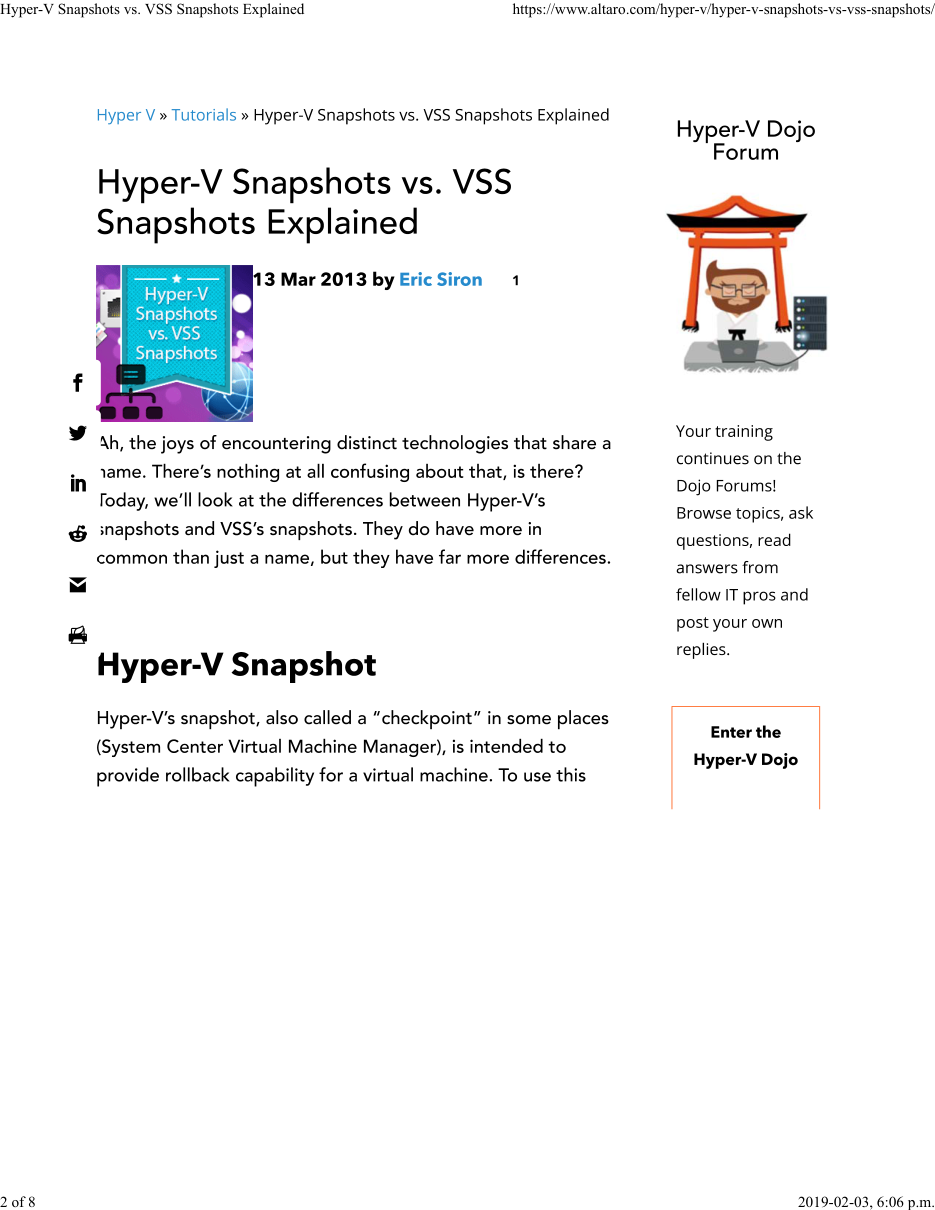 Hyper-V Snapshots vs. VSS Snapshots Explained
https://www.altaro.com/hyper-v/hyper-v-snapshots-vs-vss-snapshots/
Hyper V » Tutorials » Hyper-V Snapshots vs. VSS Snapshots Explained
Hyper-V Snapshots vs. VSS
Snapshots Explained
Hyper-V
Snapshots
vs. VSS
Snapshots
13 Mar 2013 by Eric Siron 1
Ah, the joys of encountering distinct technologies that share a
name. There’s nothing at all confusing about that, is there?
Today, we’ll look at the differences between Hyper-V’s
snapshots and VSS’s snapshots. They do have more in
common than just a name, but they have far more differences.
Hyper-V Snapshot
Hyper-V’s snapshot, also called a “checkpoint” in some places
(System Center Virtual Machine Manager), is intended to
provide rollback capability for a virtual machine. To use this
Hyper-V Dojo
Forum
Your training
continues on the
Dojo Forums!
Browse topics, ask
questions, read
answers from
fellow IT pros and
post your own
replies.
Enter the
Hyper-V Dojo
2 of 8
2019-02-03, 6:06 p.m.